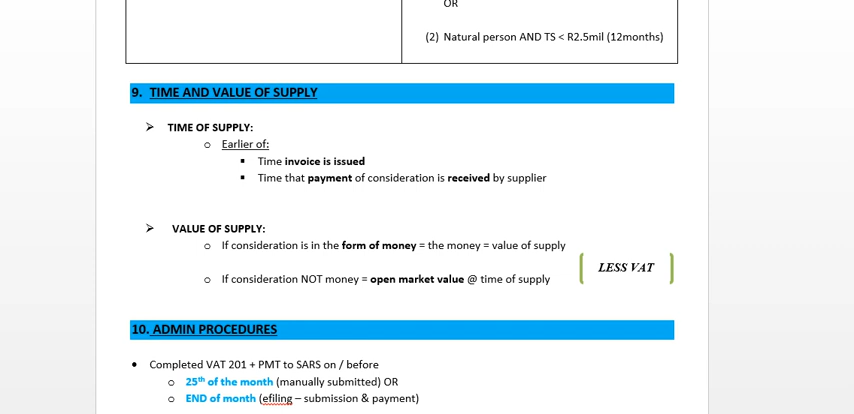 OR
(2) Natural person AND TS < R2.5mil (12months)
9. TIME AND VALUE OF SUPPLY
➢ TIME OF SUPPLY:
o Earlier of:
▪ Time invoice is issued
▪ Time that payment of consideration is received by supplier
➢ VALUE OF SUPPLY:
o If consideration is in the form of money = the money = value of supply
LESS VAT
o If consideration NOT money = open market value @ time of supply
10. ADMIN PROCEDURES
• Completed VAT 201 + PMT to SARS on / before
o 25th of the month (manually submitted) OR
o END of month (efiling – submission & payment)